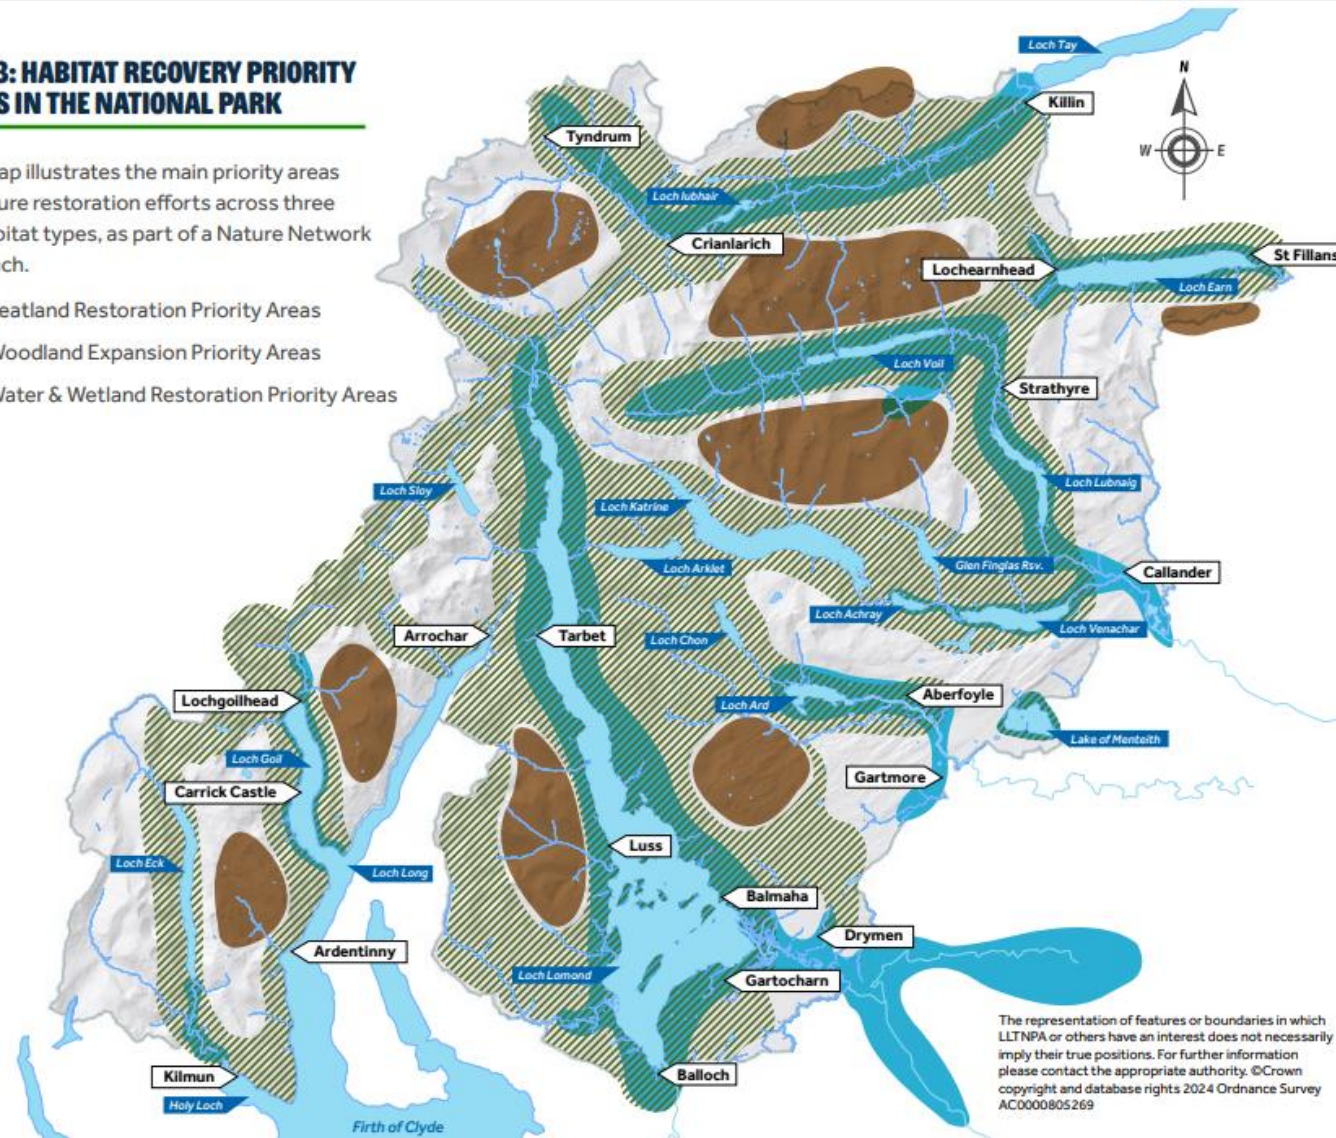 3: HABITAT RECOVERY PRIORITY
S IN THE NATIONAL PARK
ap illustrates the main priority areas
ure restoration efforts across three
bitat types, as part of a Nature Network
ch.
eatland Restoration Priority Areas
Woodland Expansion Priority Areas
Water & Wetland Restoration Priority Areas
Loch Tay
N
W
E
Killin
Tyndrum
Loch Iubhair
Crianlarich
Lochearnhead
St Fillans
Loch Earn
Loch Voil
Strathyre
Loch Sloy
Loch Lubnaig
Loch Katrine
Loch Arklet
Glen Finglas Rsv.
Callander
Loch Achray
Loch Venachar
Arrochar
Tarbet
Loch Chon
Lochgoilhead
Loch Ard
Aberfoyle
Lake of Menteith
Loch Goil
Carrick Castle
Gartmore
Luss
Loch Eck
Loch Long
Balmaha
Drymen
Ardentinny
Loch Lomond
Gartocharn
Kilmun
Balloch
Holy Loch
Firth of Clyde
The representation of features or boundaries in which
LLTNPA or others have an interest does not necessarily
imply their true positions. For further information
please contact the appropriate authority. ©Crown
copyright and database rights 2024 Ordnance Survey
AC0000805269